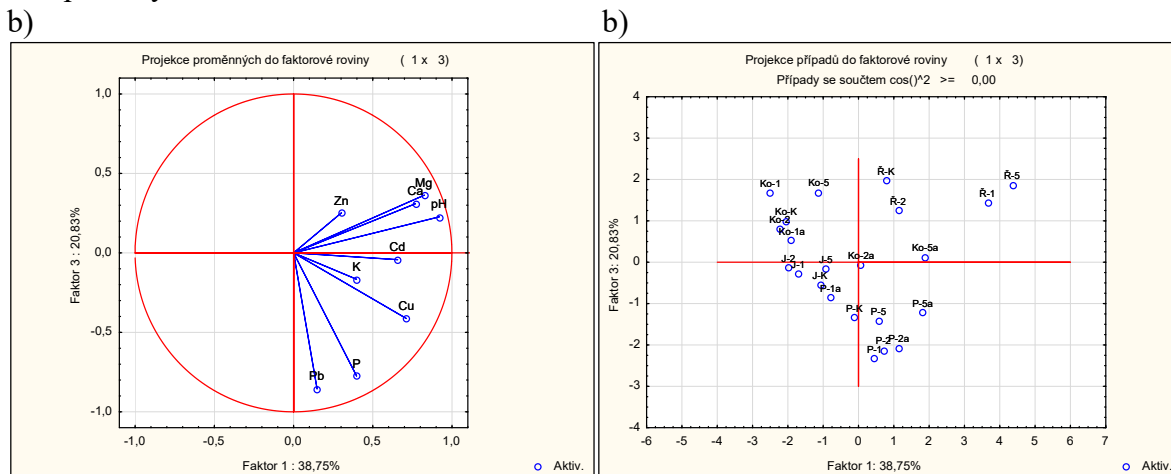 b)
b)
Projekce proměnných do faktorové roviny ( 1 x 3)
1,0
0,5
0,0
-0,5
-1,0
Faktor 3 : 20,83%
Mg
Ca
Zn
pH
Cd
K
Cu
P
Pb
-1,0
-0,5
0,0
0,5
1,0
Faktor 1 : 38,75%
Aktiv.
Projekce případů do faktorové roviny ( 1 x 3)
Případy se součtem cos()^2 >= 0,00
4
3
2
1
0
-1
-2
-3
-4
Faktor 3: 20,83%
Ko-1
Ko-5
Ř-K
Ř-5
Ř-1
Ř-2
Ko-K
Ko-2
Ko-1a
Ko-2a
Ko-5a
J-2
J-1
J-5
J-K
P-1a
P-K
P-5
P-5a
P-1
P-2
P-2a
-6
-5
-4
-3
-2
-1
0
1
2
3
4
5
6
7
Faktor 1: 38,75%
Aktiv.